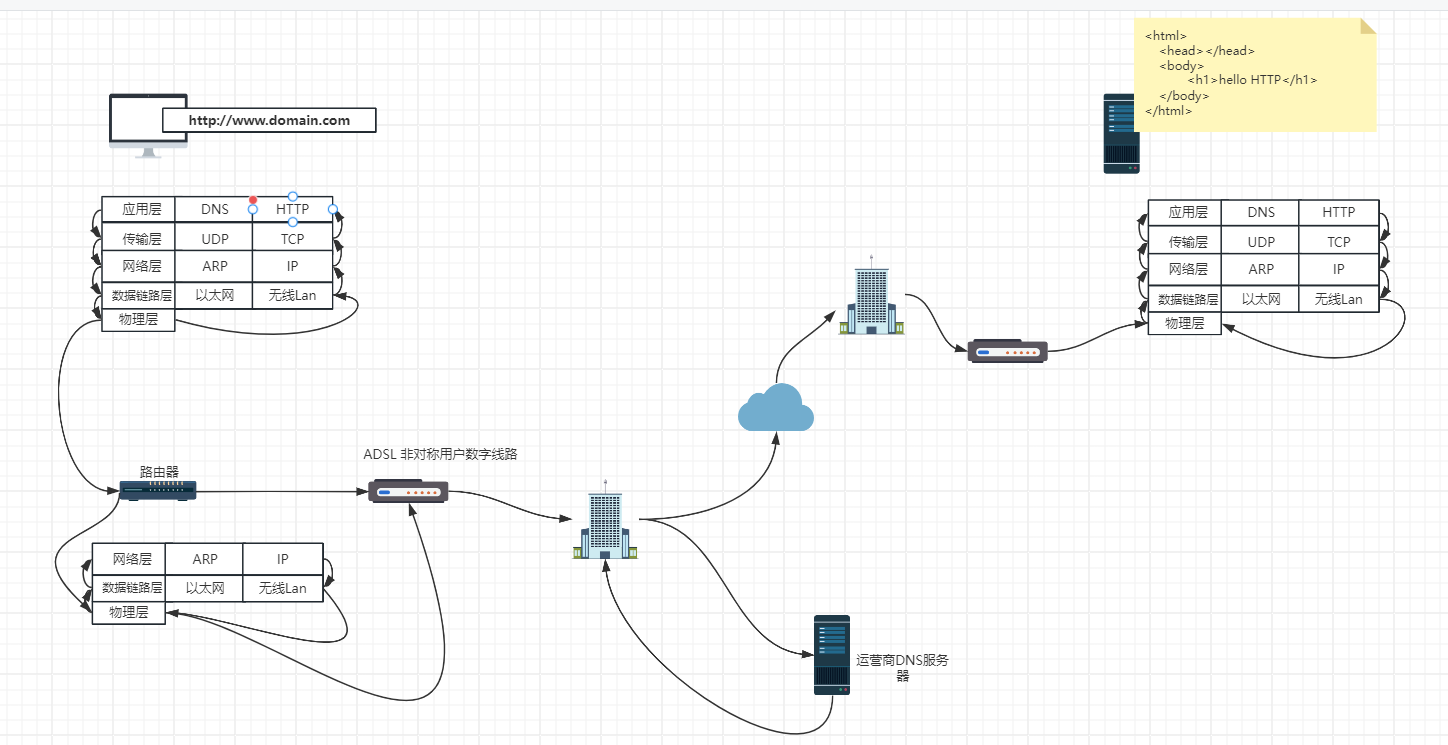 <html>
<head></head>
<body>
<h1>hello HTTP</h1>
</body>
</html>
http://www.domain.com
应用层 DNS HTTP
传输层 UDP TCP
网络层 ARP IP
数据链路层 以太网 无线Lan
物理层
应用层 DNS HTTP
传输层 UDP TCP
网络层 ARP IP
数据链路层 以太网 无线Lan
物理层
ADSL 非对称用户数字线路
路由器
网络层 ARP IP
数据链路层 以太网 无线Lan
物理层
运营商DNS服务
器